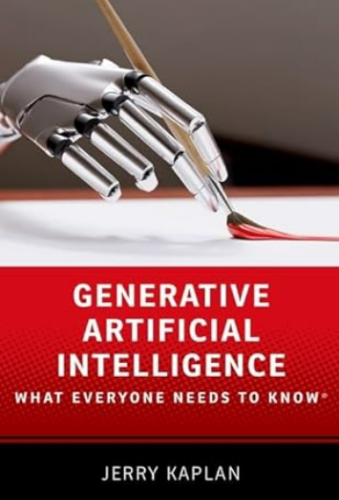 GENERATIVE
ARTIFICIAL
INTELLIGENCE
WHAT EVERYONE NEEDS TO KNOW®
JERRY KAPLAN